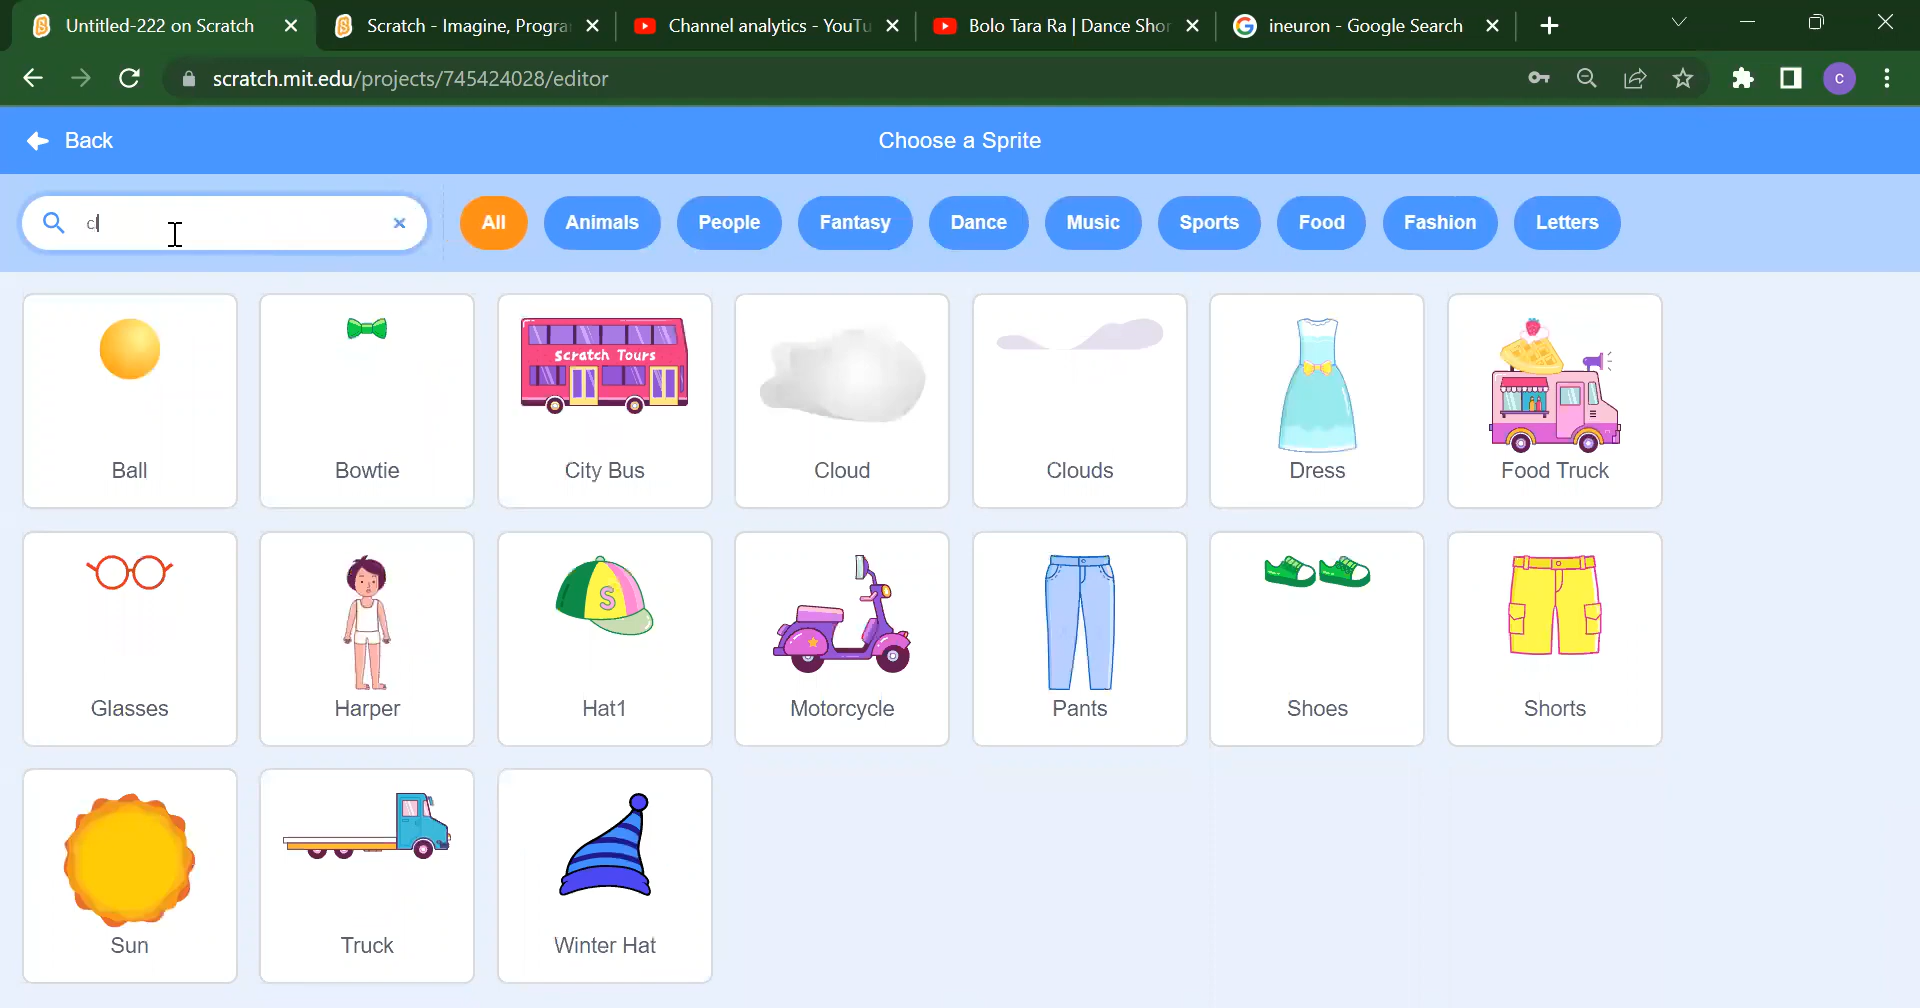 Untitled-222 on Scratch
Scratch - Imagine, Progra
Channel analytics - YouTu
Bolo Tara Ra | Dance Shor
ineuron - Google Search
scratch.mit.edu/projects/745424028/editor
c
Back
Choose a Sprite
cl
All
Animals
People
Fantasy
Dance
Music
Sports
Food
Fashion
Letters
Scratch Tours
Ball
Bowtie
City Bus
Cloud
Clouds
Dress
Food Truck
S
Glasses
Harper
Hat1
Motorcycle
Pants
Shoes
Shorts
Sun
Truck
Winter Hat